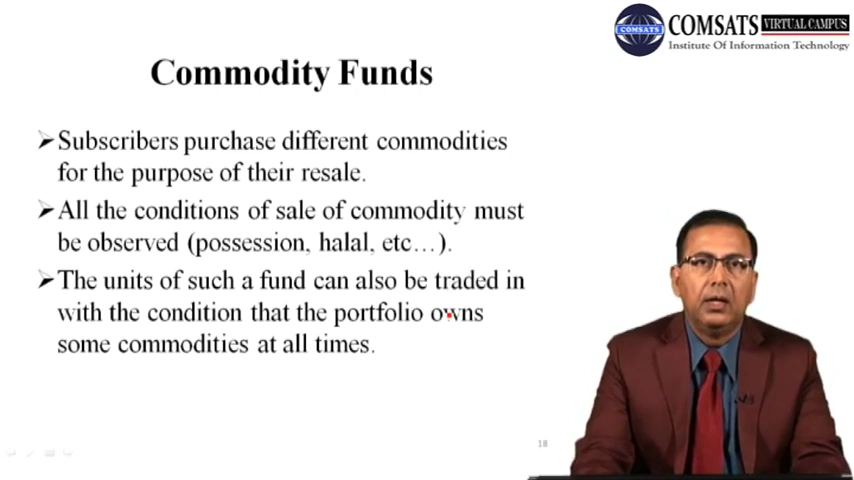 COMSATS VIRTUAL CAMPUS
COMSATS
Institute Of Information Technology
Commodity Funds
➢Subscribers purchase different commodities
for the purpose of their resale.
➢All the conditions of sale of commodity must
be observed (possession, halal, etc…).
➢The units of such a fund can also be traded in
with the condition that the portfolio owns
some commodities at all times.
18